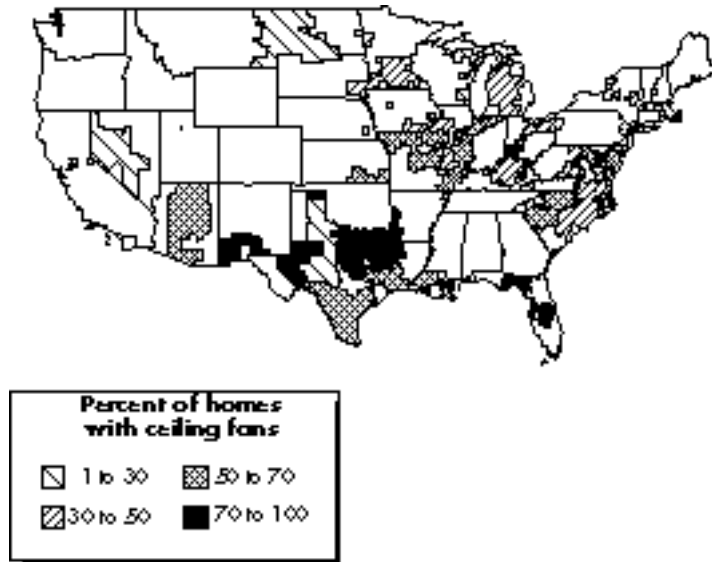 Percent of homes
with ceiling fans
1 to 30
50 to 70
30 to 50
70 to 100